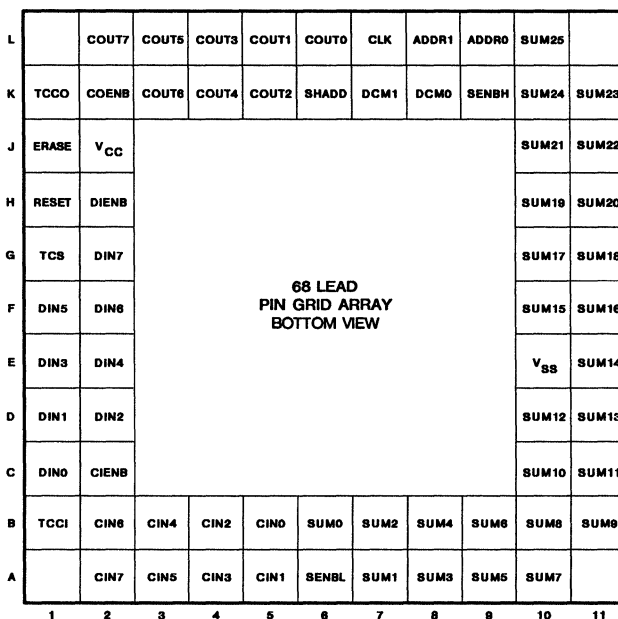 L COUT7 COUT5 COUT3 COUT1 COUT0 CLK ADDR1 ADDR0 SUM25
K TCCO COENB COUT6 COUT4 COUT2 SHADD DCM1 DCM0 SENBH SUM24 SUM23
J ERASE VCC SUM21 SUM22
H RESET DIENB SUM19 SUM20
G TCS DIN7 SUM17 SUM18
68 LEAD
PIN GRID ARRAY
BOTTOM VIEW
F DIN5 DIN6 SUM15 SUM16
E DIN3 DIN4 VSS SUM14
D DIN1 DIN2 SUM12 SUM13
C DIN0 CIENB SUM10 SUM11
B TCCI CIN6 CIN4 CIN2 CIN0 SUM0 SUM2 SUM4 SUM6 SUM8 SUM9
A CIN7 CIN5 CIN3 CIN1 SENBL SUM1 SUM3 SUM5 SUM7
1 2 3 4 5 6 7 8 9 10 11